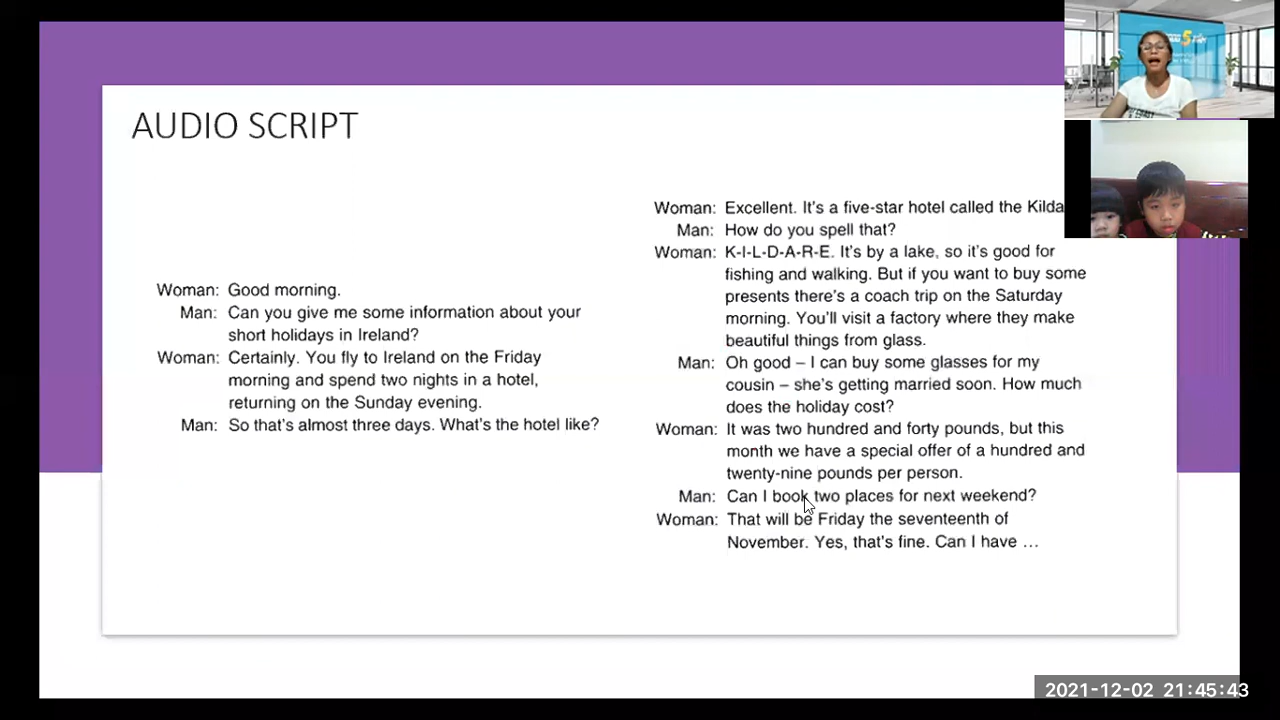 AUDIO SCRIPT
Woman: Good morning.
Man: Can you give me some information about your
short holidays in Ireland?
Woman: Certainly. You fly to Ireland on the Friday
morning and spend two nights in a hotel,
returning on the Sunday evening.
Man: So that's almost three days. What's the hotel like?
Woman: Excellent. It's a five-star hotel called the
Man: How do you spell that?
Woman: K-I-L-D-A-R-E. It's by a lake, so it's good for
fishing and walking. But if you want to buy some
presents there's a coach trip on the Saturday
morning. You'll visit a factory where they make
beautiful things from glass.
Man: Oh good – I can buy some glasses for my
cousin – she's getting married soon. How much
does the holiday cost?
Woman: It was two hundred and forty pounds, but this
month we have a special offer of a hundred and
twenty-nine pounds per person.
Man: Can I book two places for next weekend?
Woman: That will be Friday the seventeenth of
November. Yes, that's fine. Can I have …
2021-12-02 21:45:43